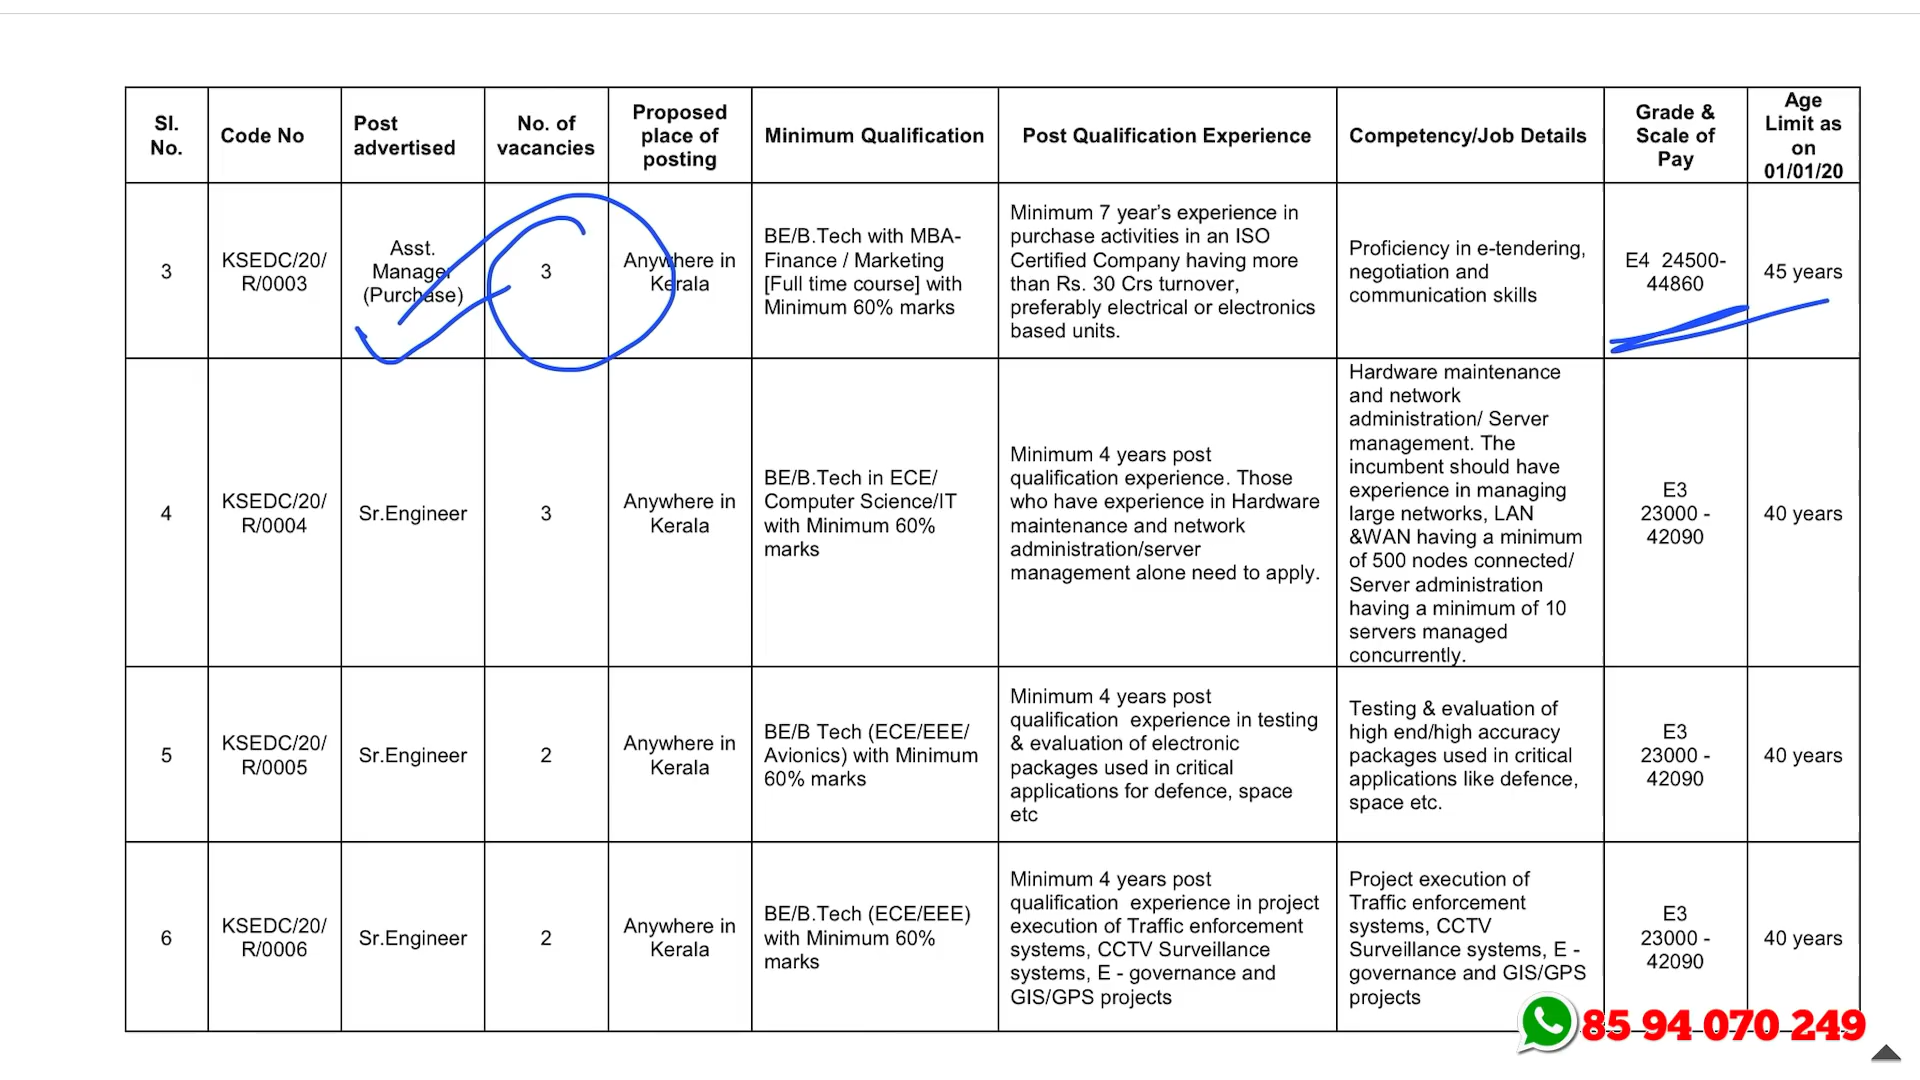 Sl.
No.
Code No
Post
advertised
No. of
vacancies
Proposed
place of
posting
Minimum Qualification
Post Qualification Experience
Competency/Job Details
Grade &
Scale of
Pay
Age
Limit as
on
01/01/20
3
KSEDC/20/
R/0003
Asst.
Manager
(Purchase)
3
Anywhere in
Kerala
BE/B.Tech with MBA-
Finance / Marketing
[Full time course] with
Minimum 60% marks
Minimum 7 year’s experience in
purchase activities in an ISO
Certified Company having more
than Rs. 30 Crs turnover,
preferably electrical or electronics
based units.
Proficiency in e-tendering,
negotiation and
communication skills
E4 24500-
44860
45 years
4
KSEDC/20/
R/0004
Sr.Engineer
3
Anywhere in
Kerala
BE/B.Tech in ECE/
Computer Science/IT
with Minimum 60%
marks
Minimum 4 years post
qualification experience. Those
who have experience in Hardware
maintenance and network
administration/server
management alone need to apply.
Hardware maintenance
and network
administration/ Server
management. The
incumbent should have
experience in managing
large networks, LAN
&WAN having a minimum
of 500 nodes connected/
Server administration
having a minimum of 10
servers managed
concurrently.
E3
23000 -
42090
40 years
5
KSEDC/20/
R/0005
Sr.Engineer
2
Anywhere in
Kerala
BE/B Tech (ECE/EEE/
Avionics) with Minimum
60% marks
Minimum 4 years post
qualification experience in testing
& evaluation of electronic
packages used in critical
applications for defence, space
etc
Testing & evaluation of
high end/high accuracy
packages used in critical
applications like defence,
space etc.
E3
23000 -
42090
40 years
6
KSEDC/20/
R/0006
Sr.Engineer
2
Anywhere in
Kerala
BE/B.Tech (ECE/EEE)
with Minimum 60%
marks
Minimum 4 years post
qualification experience in project
execution of Traffic enforcement
systems, CCTV Surveillance
systems, E - governance and
GIS/GPS projects
Project execution of
Traffic enforcement
systems, CCTV
Surveillance systems, E -
governance and GIS/GPS
projects
E3
23000 -
42090
40 years
85 94 070 249